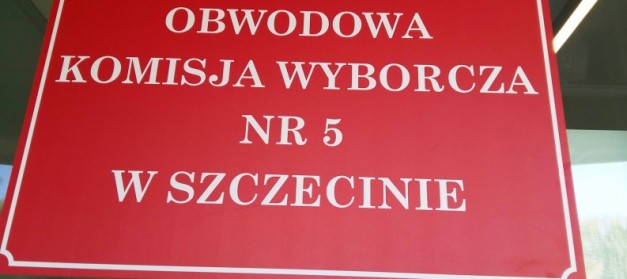 OBWODOWA
KOMISJA WYBORCZA
NR 5
W SZCZECINIE